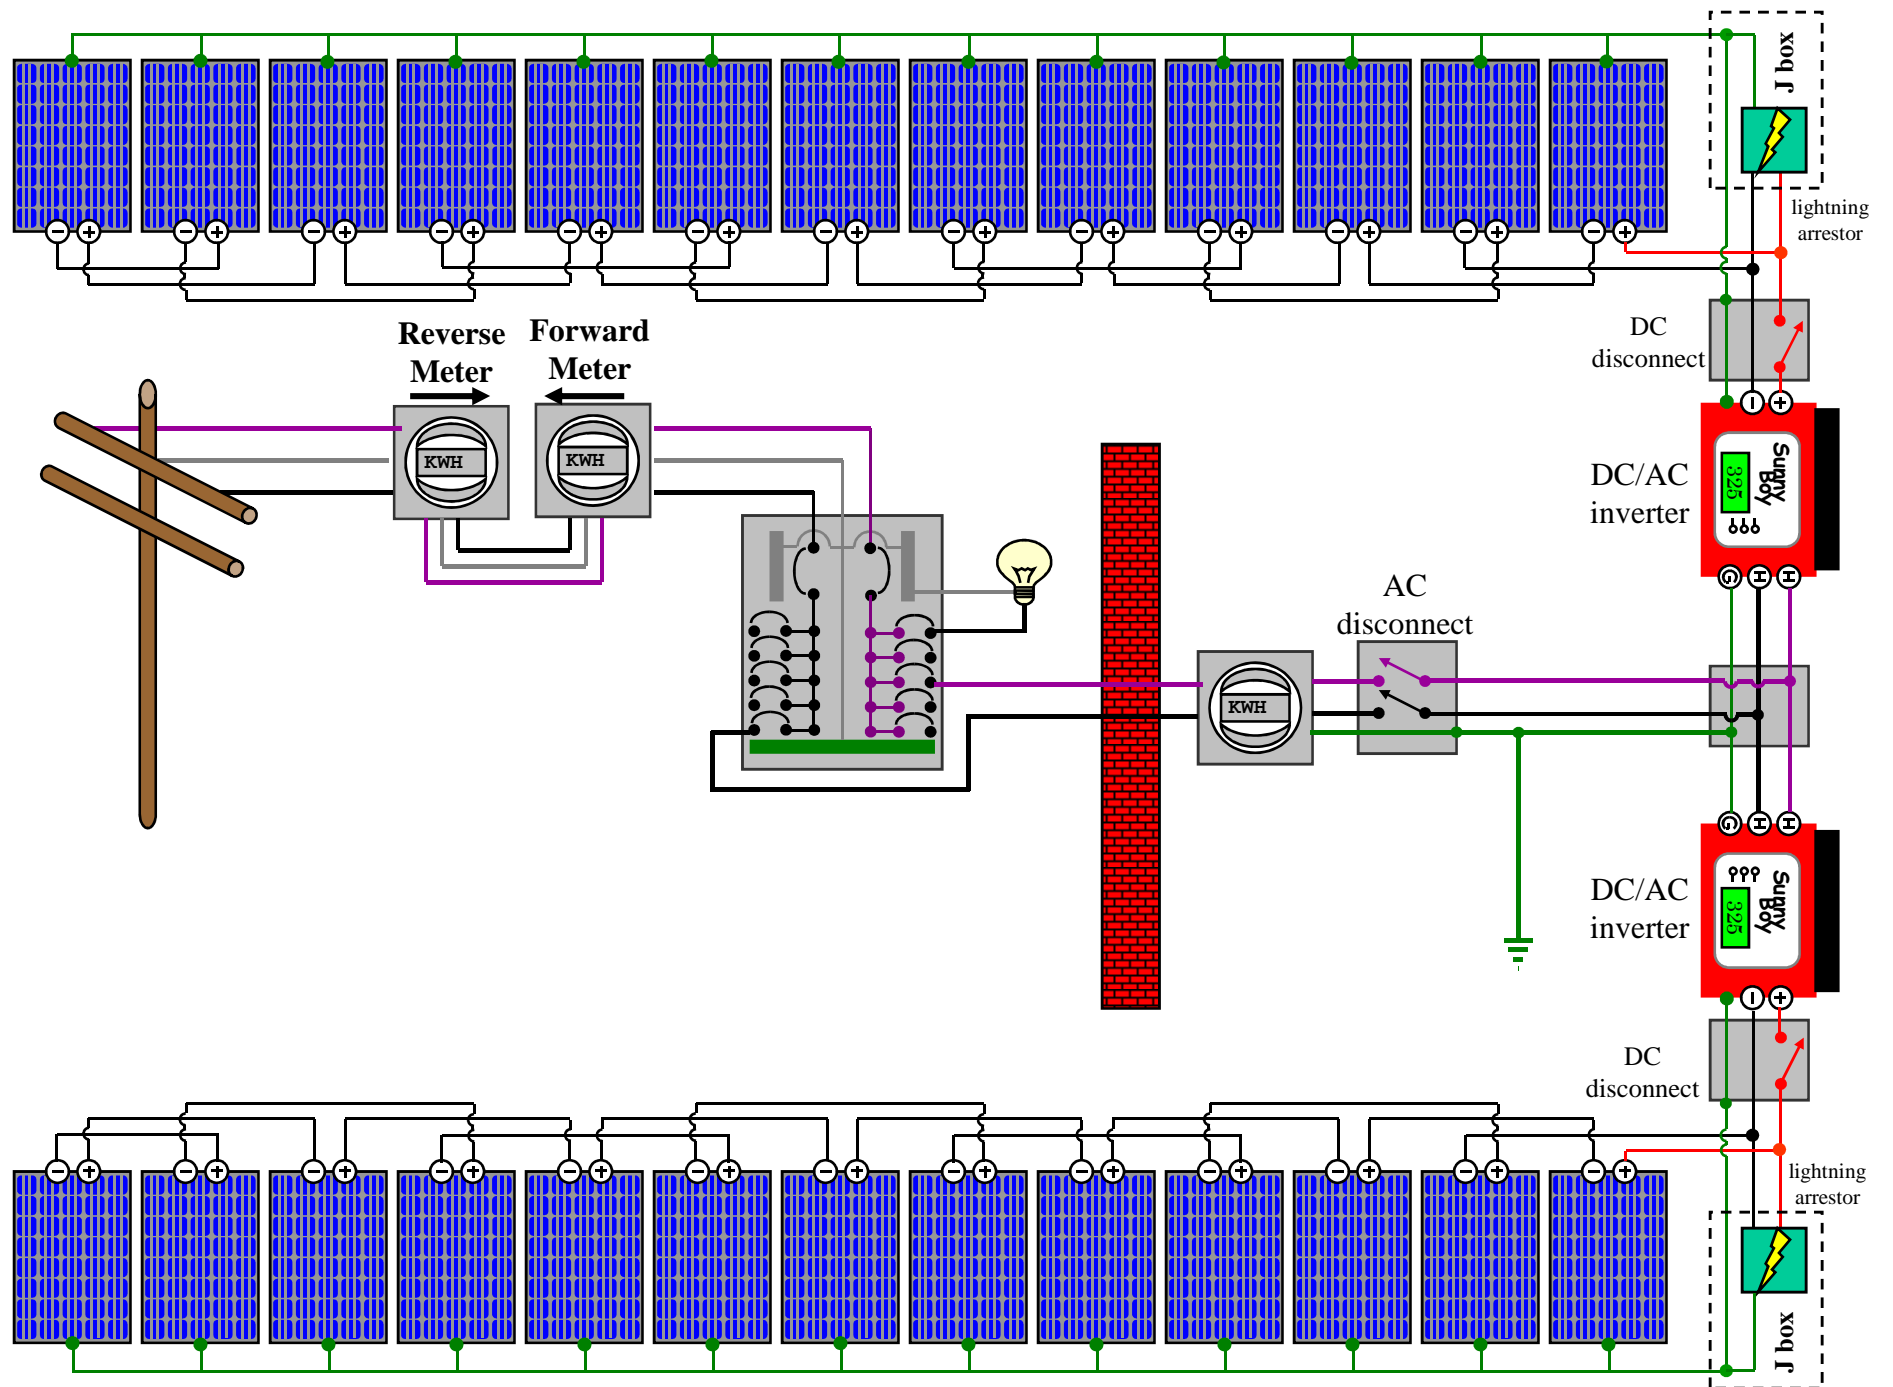 J box
lightning
arrestor
Reverse
Meter
Forward
Meter
DC
disconnect
KWH
KWH
DC/AC
inverter
Sunny
Boy
325
G H H
AC
disconnect
KWH
G H H
DC/AC
inverter
Sunny
Boy
325
DC
disconnect
lightning
arrestor
J box